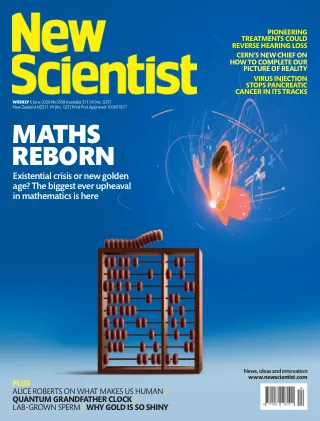 New
Scientist
WEEKLY 6 June 2026 No3598 Australia $11.99 (Inc. GST)
New Zealand NZ$11.99 (Inc. GST) Print Post Approved 100007877
PIONEERING
TREATMENTS COULD
REVERSE HEARING LOSS
CERN'S NEW CHIEF ON
HOW TO COMPLETE OUR
PICTURE OF REALITY
VIRUS INJECTION
STOPS PANCREATIC
CANCER IN ITS TRACKS
MATHS
REBORN
Existential crisis or new golden
age? The biggest ever upheaval
in mathematics is here
News, ideas and innovation
www.newscientist.com
PLUS
ALICE ROBERTS ON WHAT MAKES US HUMAN /
QUANTUM GRANDFATHER CLOCK /
LAB-GROWN SPERM / WHY GOLD IS SO SHINY